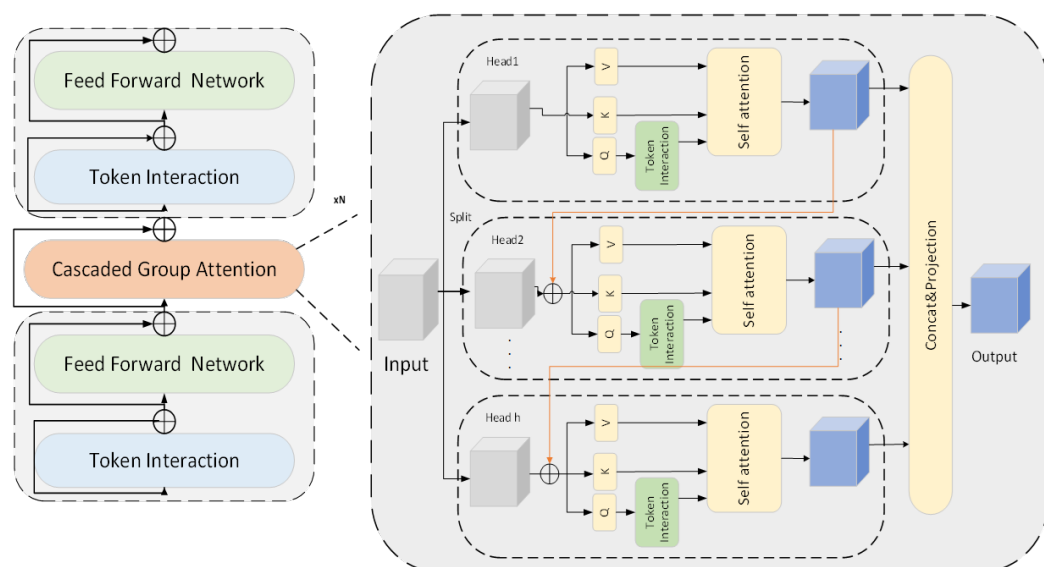 Feed Forward Network
Token Interaction
Cascaded Group Attention
Feed Forward Network
Token Interaction
xN
Input
Split
Head1
V
K
Q
Token
Interaction
Self attention
Head2
V
K
Q
Token
Interaction
Self attention
. . .
. . .
Head h
V
K
Q
Token
Interaction
Self attention
Concat&Projection
Output